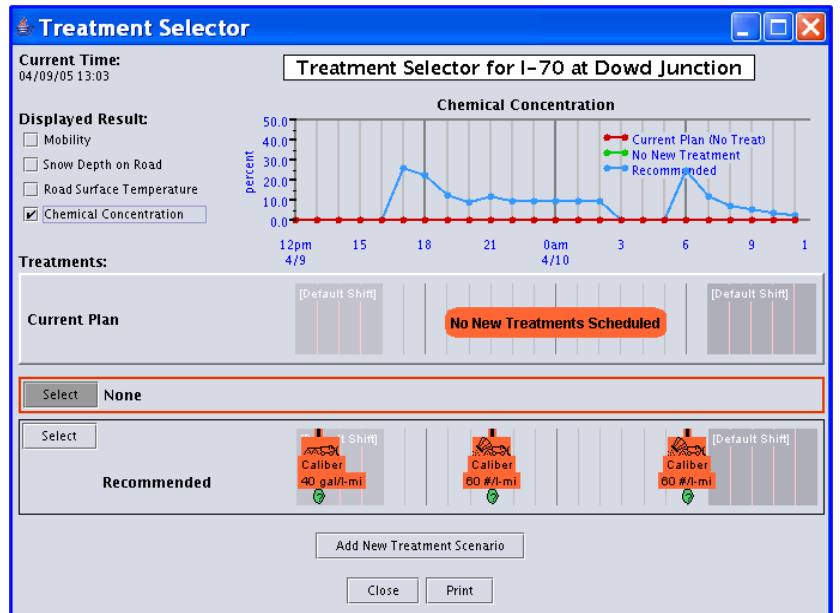 Treatment Selector
Current Time:
04/09/05 13:03
Treatment Selector for I-70 at Dowd Junction
Displayed Result:
Mobility
Snow Depth on Road
Road Surface Temperature
Chemical Concentration
Chemical Concentration
percent
50.0
40.0
30.0
20.0
10.0
0.0
Current Plan (No Treat)
No New Treatment
Recommended
12pm 15 18 21 0am 3 6 9 1
4/9 4/10
Treatments:
Current Plan
[Default Shift]
No New Treatments Scheduled
[Default Shift]
Select None
Select
Recommended
t Shift]
Caliber
40 gal/l-mi
?
Caliber
60 #/l-mi
?
Caliber
60 #/l-mi
?
[Default Shift]
Add New Treatment Scenario
Close Print